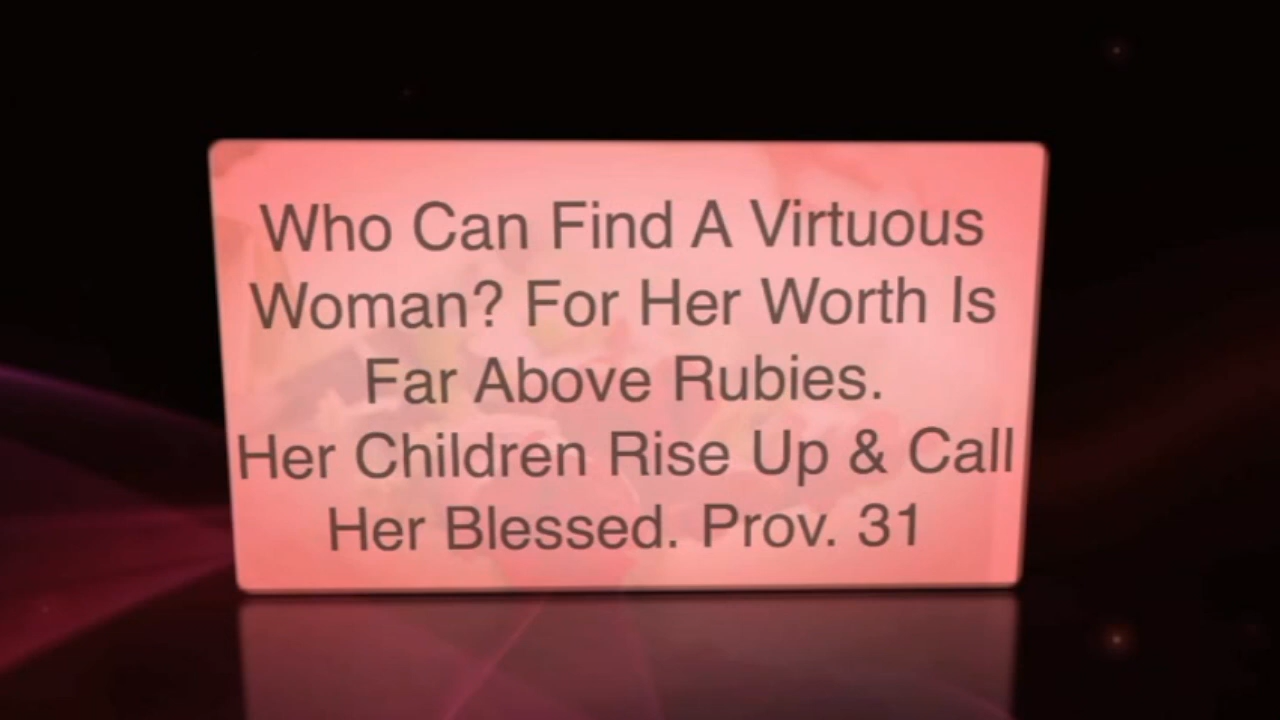 Who Can Find A Virtuous
Woman? For Her Worth Is
Far Above Rubies.
Her Children Rise Up & Call
Her Blessed. Prov. 31